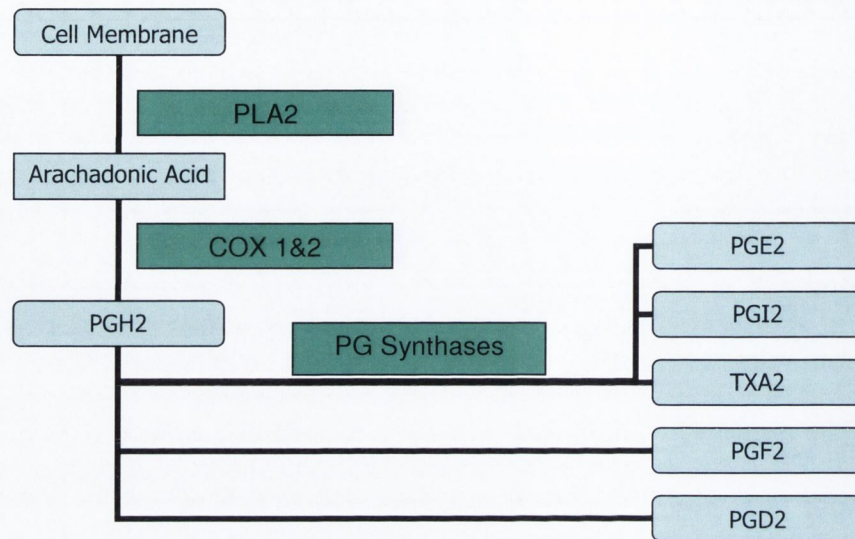 Cell Membrane
PLA2
Arachadonic Acid
COX 1&2
PGH2
PG Synthases
PGE2
PGI2
TXA2
PGF2
PGD2